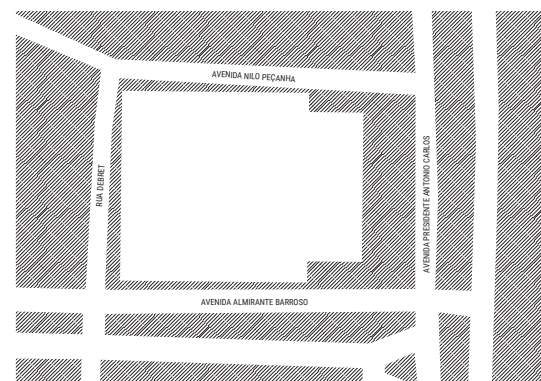 AVENIDA NILO PEÇANHA
RUA DEBRET
AVENIDA PRESIDENTE ANTONIO CARLOS
AVENIDA ALMIRANTE BARROSO